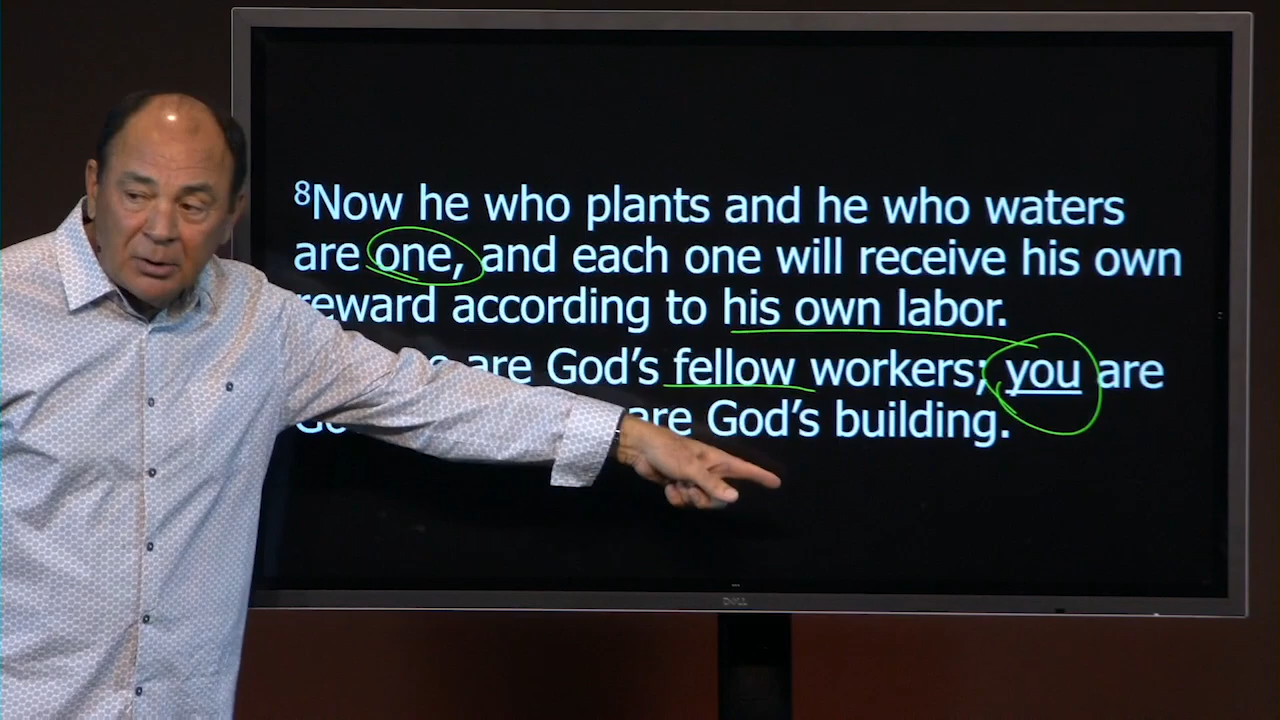 8Now he who plants and he who waters
are one, and each one will receive his own
reward according to his own labor.
are God's fellow workers; you are
are God's building.
DELL